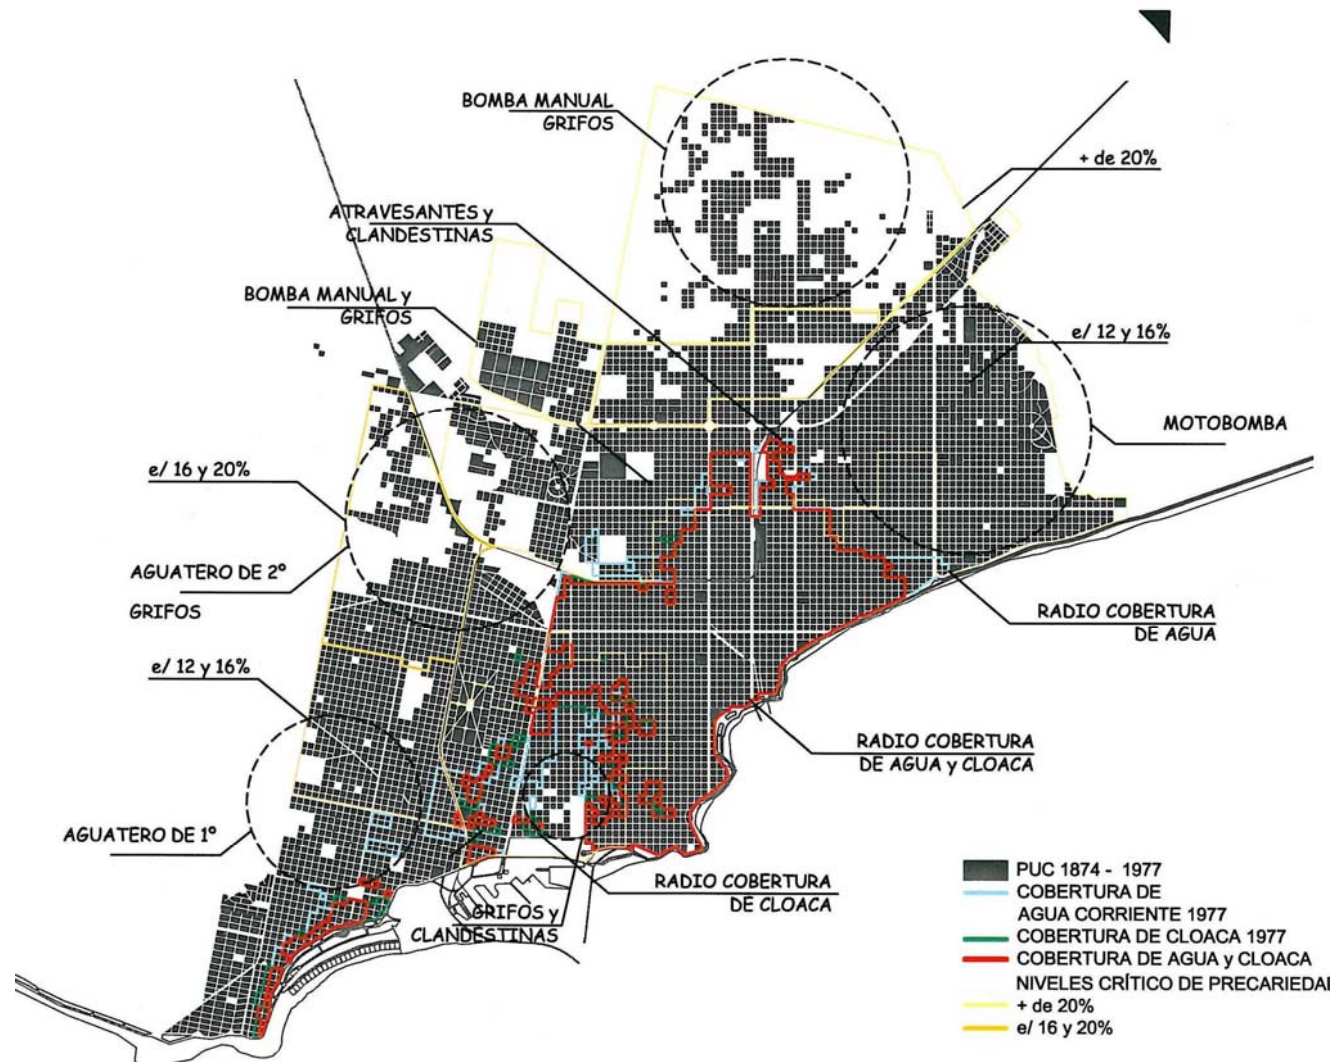 BOMBA MANUAL
GRIFOS
+ de 20%
ATRAVESANTES y
CLANDESTINAS
BOMBA MANUAL y
GRIFOS
e/ 12 y 16%
MOTOBOMBA
e/ 16 y 20%
AGUATERO DE 2º
GRIFOS
RADIO COBERTURA
DE AGUA
e/ 12 y 16%
RADIO COBERTURA
DE AGUA y CLOACA
AGUATERO DE 1º
RADIO COBERTURA
DE CLOACA
GRIFOS y
CLANDESTINAS
PUC 1874 - 1977
COBERTURA DE
AGUA CORRIENTE 1977
COBERTURA DE CLOACA 1977
COBERTURA DE AGUA y CLOACA
NIVELES CRÍTICO DE PRECARIEDAD
+ de 20%
e/ 16 y 20%